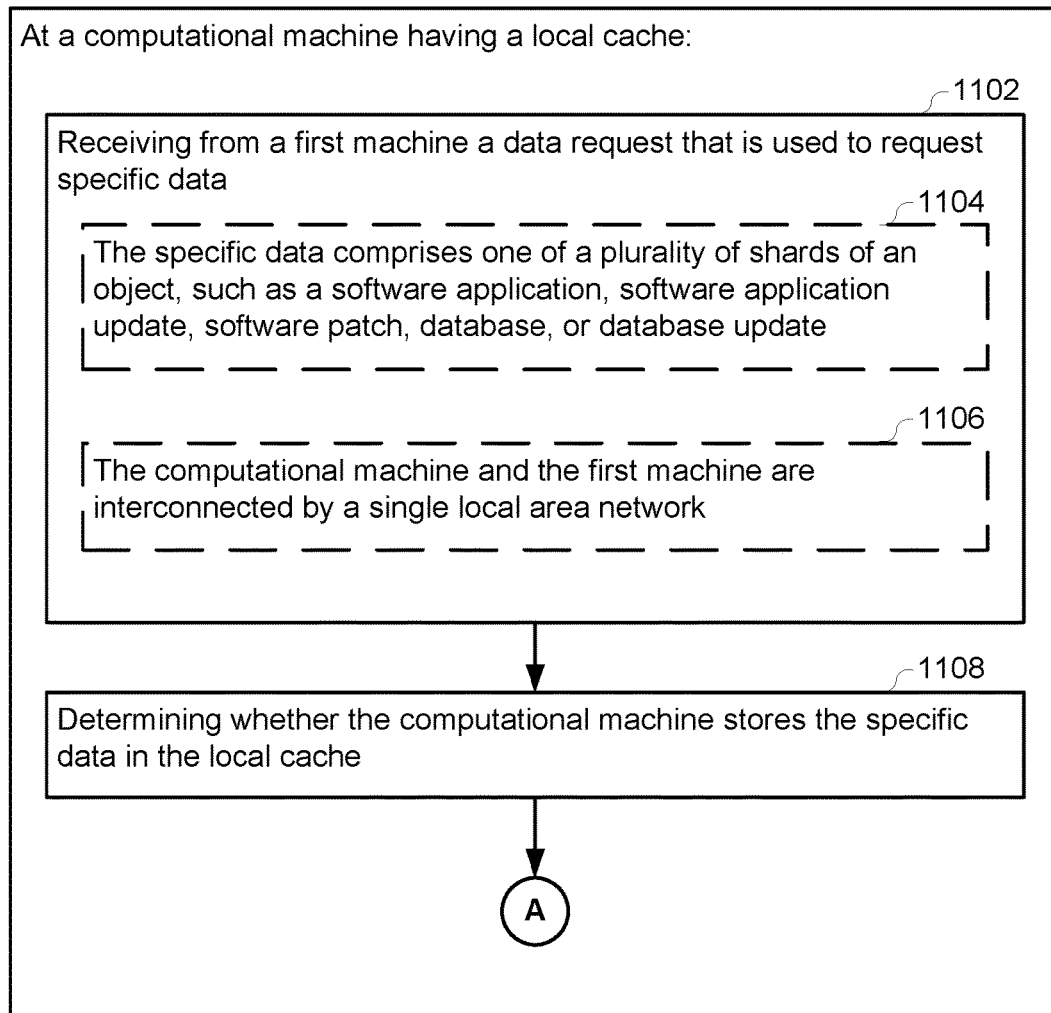 At a computational machine having a local cache:
1102
Receiving from a first machine a data request that is used to request
specific data
1104
The specific data comprises one of a plurality of shards of an
object, such as a software application, software application
update, software patch, database, or database update
1106
The computational machine and the first machine are
interconnected by a single local area network
1108
Determining whether the computational machine stores the specific
data in the local cache
A